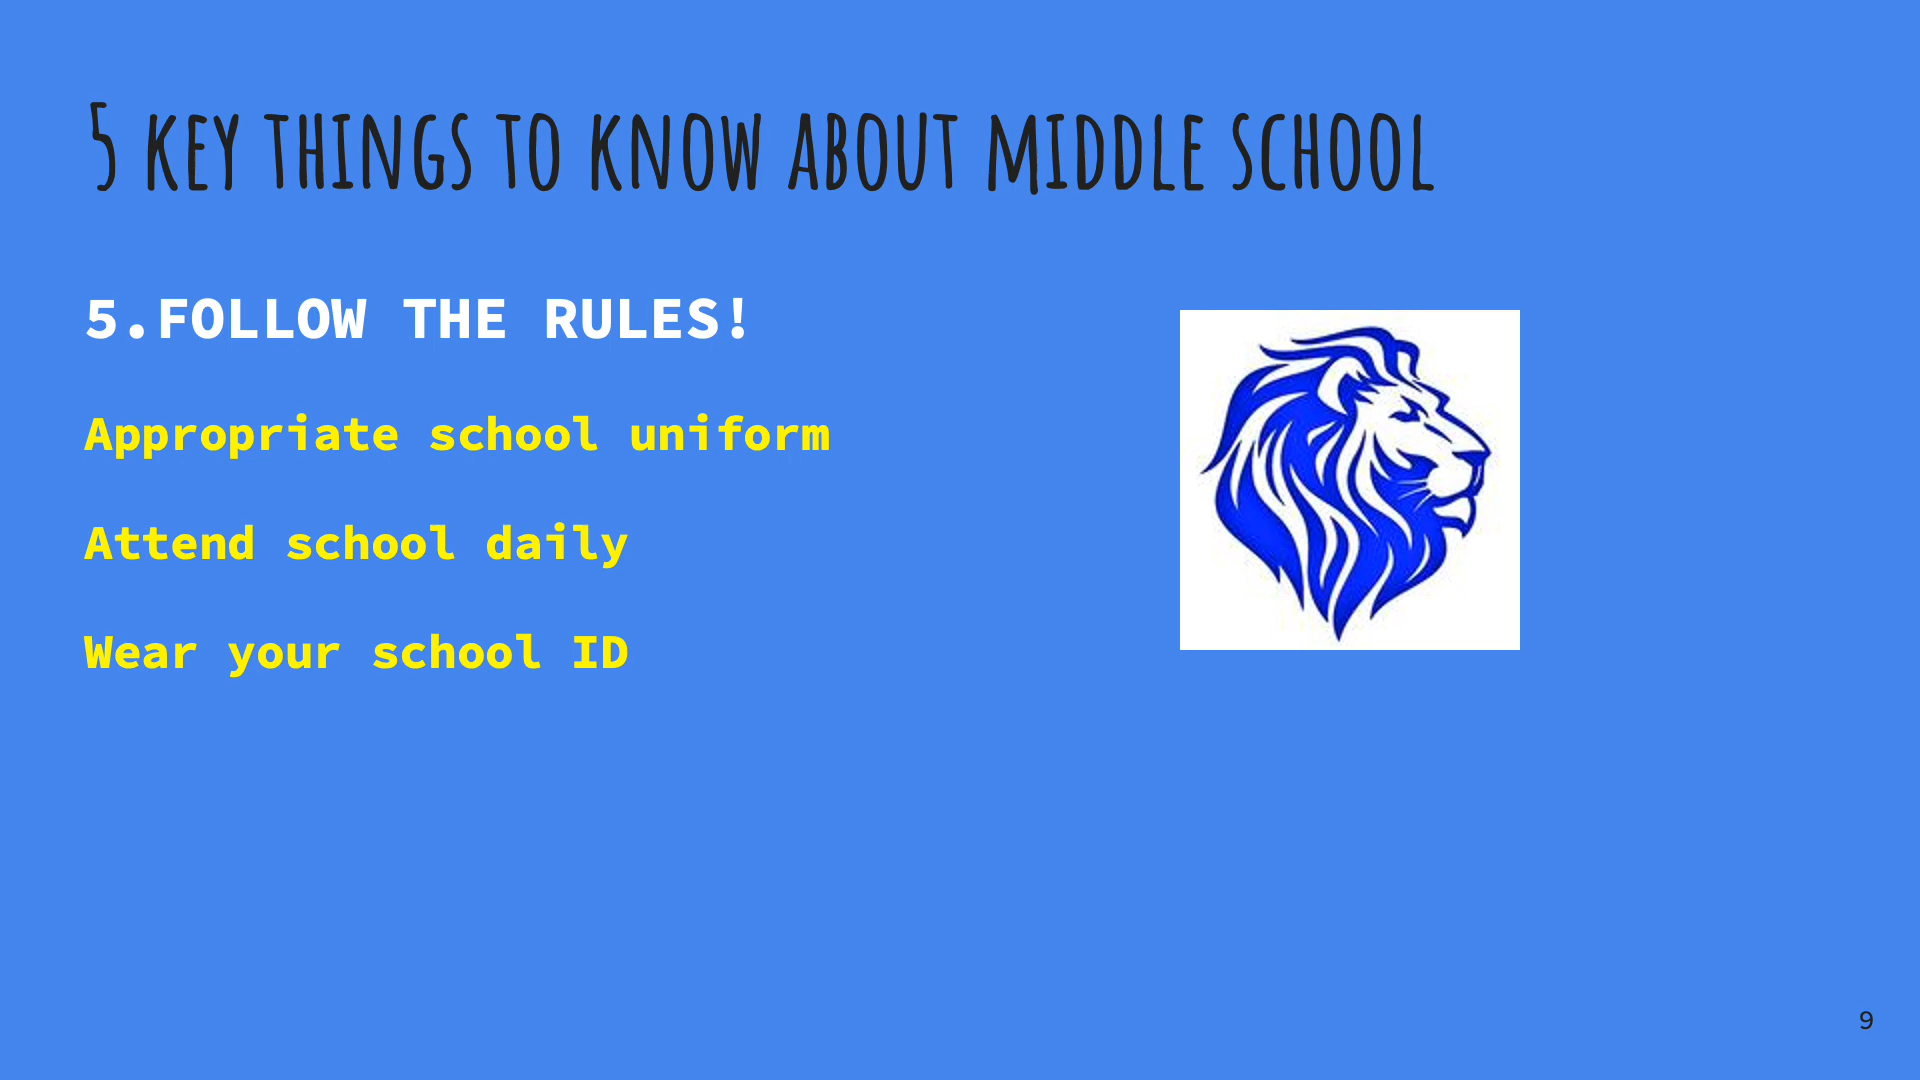 5 KEY THINGS TO KNOW ABOUT MIDDLE SCHOOL
5.FOLLOW THE RULES!
Appropriate school uniform
Attend school daily
Wear your school ID
9